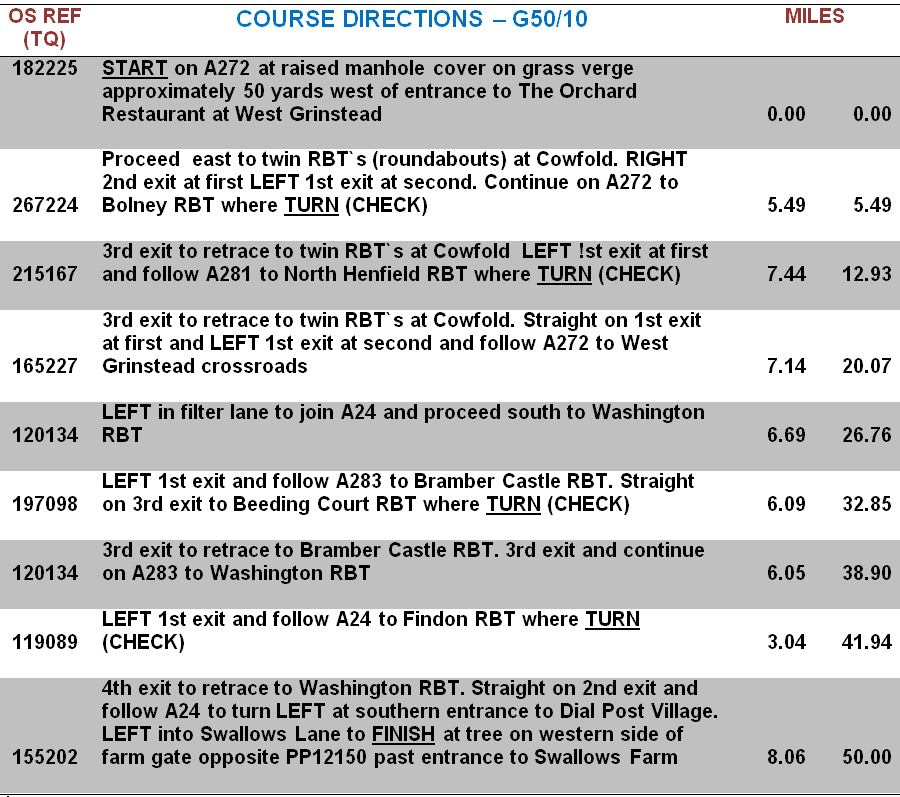 OS REF COURSE DIRECTIONS – G50/10 MILES
(TQ)
182225 START on A272 at raised manhole cover on grass verge
approximately 50 yards west of entrance to The Orchard
Restaurant at West Grinstead 0.00 0.00
Proceed east to twin RBT`s (roundabouts) at Cowfold. RIGHT
2nd exit at first LEFT 1st exit at second. Continue on A272 to
267224 Bolney RBT where TURN (CHECK) 5.49 5.49
3rd exit to retrace to twin RBT`s at Cowfold LEFT !st exit at first
215167 and follow A281 to North Henfield RBT where TURN (CHECK) 7.44 12.93
3rd exit to retrace to twin RBT`s at Cowfold. Straight on 1st exit
at first and LEFT 1st exit at second and follow A272 to West
165227 Grinstead crossroads 7.14 20.07
LEFT in filter lane to join A24 and proceed south to Washington
120134 RBT 6.69 26.76
LEFT 1st exit and follow A283 to Bramber Castle RBT. Straight
197098 on 3rd exit to Beeding Court RBT where TURN (CHECK) 6.09 32.85
3rd exit to retrace to Bramber Castle RBT. 3rd exit and continue
120134 on A283 to Washington RBT 6.05 38.90
LEFT 1st exit and follow A24 to Findon RBT where TURN
119089 (CHECK) 3.04 41.94
4th exit to retrace to Washington RBT. Straight on 2nd exit and
follow A24 to turn LEFT at southern entrance to Dial Post Village.
LEFT into Swallows Lane to FINISH at tree on western side of
155202 farm gate opposite PP12150 past entrance to Swallows Farm 8.06 50.00